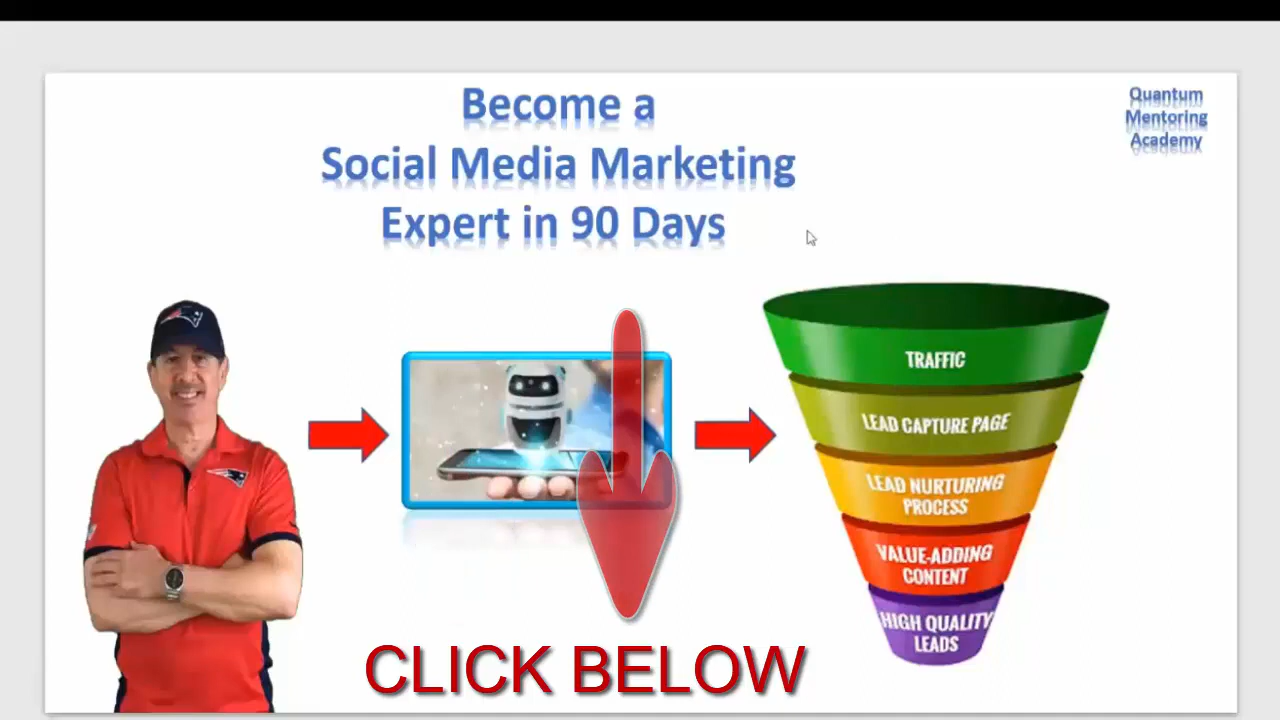 Become a
Social Media Marketing
Expert in 90 Days
Quantum
Mentoring
Academy
TRAFFIC
LEAD CAPTURE PAGE
LEAD NURTURING
PROCESS
VALUE-ADDING
CONTENT
HIGH QUALITY
LEADS
CLICK BELOW